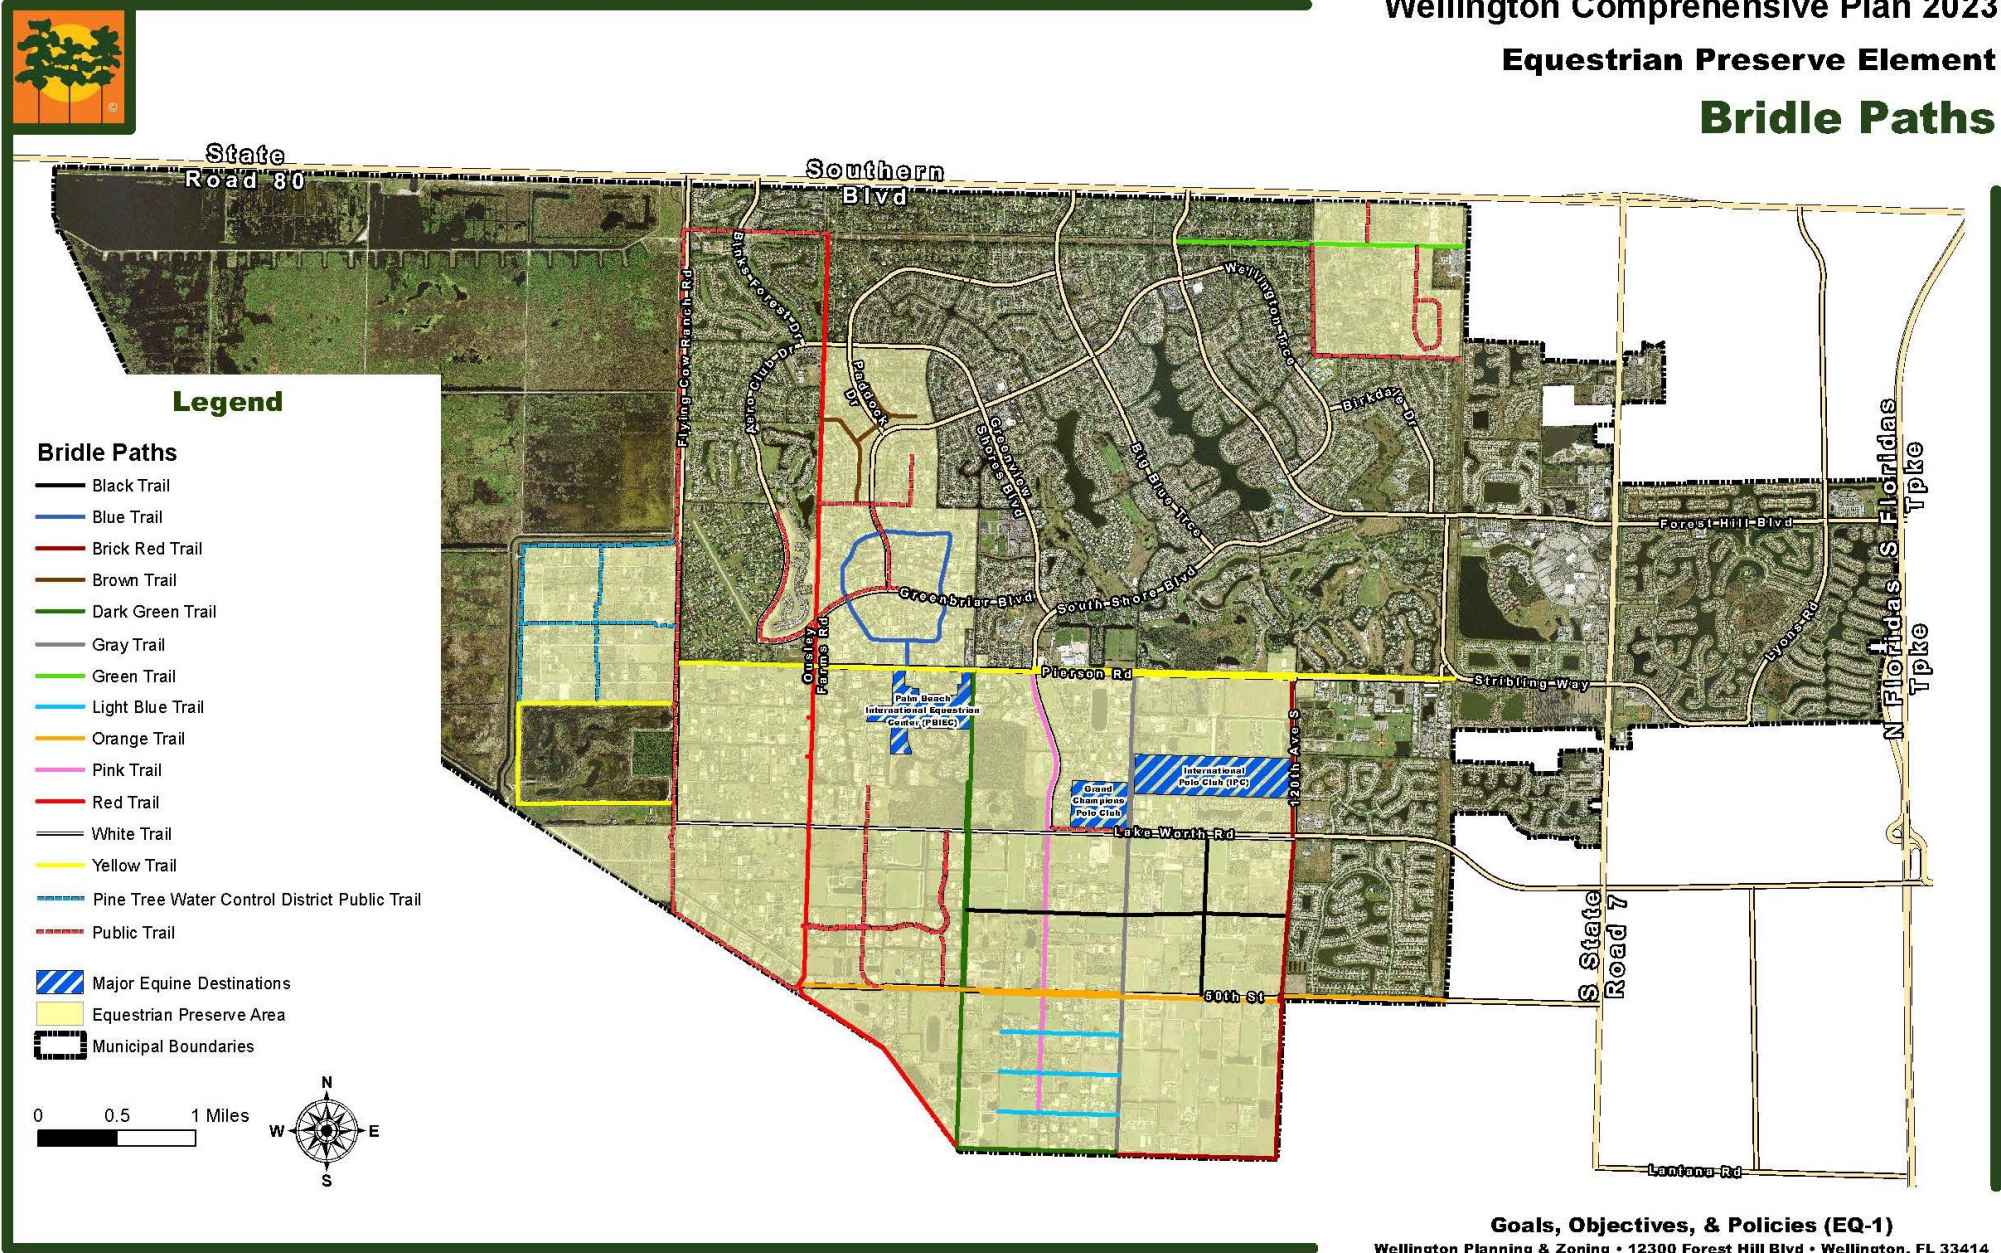 Wellington Comprehensive Plan 2023
Equestrian Preserve Element
Bridle Paths
©
State
Road 80
Southern
Blvd
Legend
Bridle Paths
Black Trail
Blue Trail
Brick Red Trail
Brown Trail
Dark Green Trail
Gray Trail
Green Trail
Light Blue Trail
Orange Trail
Pink Trail
Red Trail
White Trail
Yellow Trail
Pine Tree Water Control District Public Trail
Public Trail
Major Equine Destinations
Equestrian Preserve Area
Municipal Boundaries
0 0.5 1 Miles
N
W E
S
Flying Cow Ranch Rd
Binks Forest Dr
Aero Club Dr
Paddock
Dr
Greenview
Shores Blvd
Big Blue Trce
Wellington Trce
Birkdale Dr
Forest Hill Blvd
Lyons Rd
S Floridas
Tpke
N Floridas
Tpke
Greenbriar Blvd
South Shore Blvd
Ousley
Farms Rd
Pierson Rd
Stribling Way
Palm Beach
International Equestrian
Center (PBIEC)
International
Polo Club (IPC)
Grand
Champions
Polo Club
120th Ave S
Lake Worth Rd
50th St
S State
Road 7
Lantana Rd
Goals, Objectives, & Policies (EQ-1)
Wellington Planning & Zoning • 12300 Forest Hill Blvd • Wellington, FL 33414